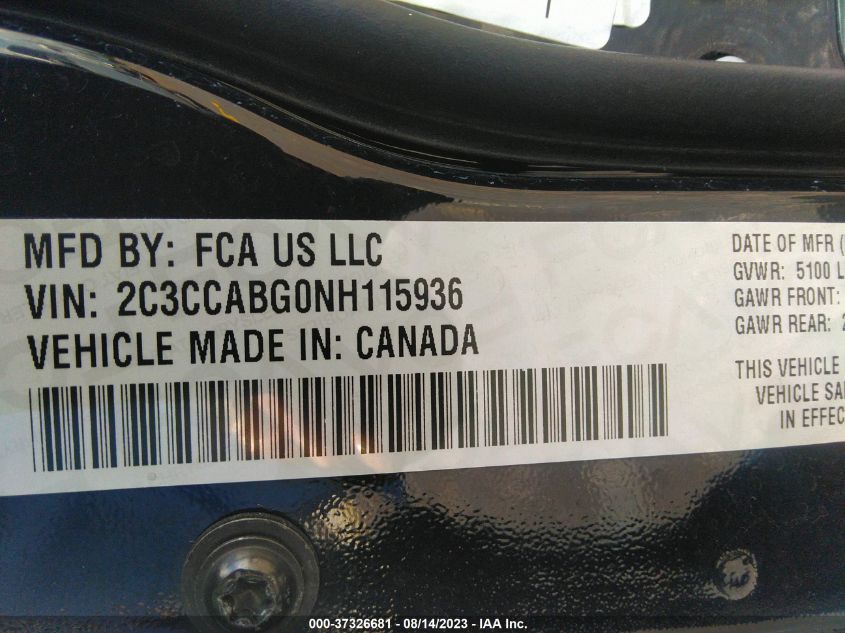 MFD BY: FCA US LLC
VIN: 2C3CCABG0NH115936
VEHICLE MADE IN: CANADA
DATE OF MFR (
GVWR: 5100 L
GAWR FRONT:
GAWR REAR: 2
THIS VEHICLE
VEHICLE SA
IN EFFEC
000-37326681 - 08/14/2023 - IAA Inc.